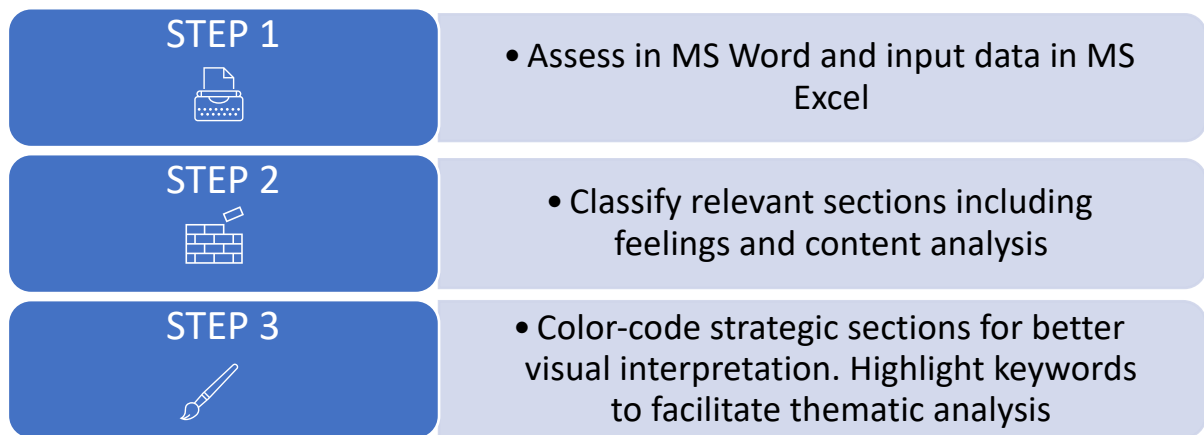 STEP 1
• Assess in MS Word and input data in MS
Excel
STEP 2
• Classify relevant sections including
feelings and content analysis
STEP 3
• Color-code strategic sections for better
visual interpretation. Highlight keywords
to facilitate thematic analysis